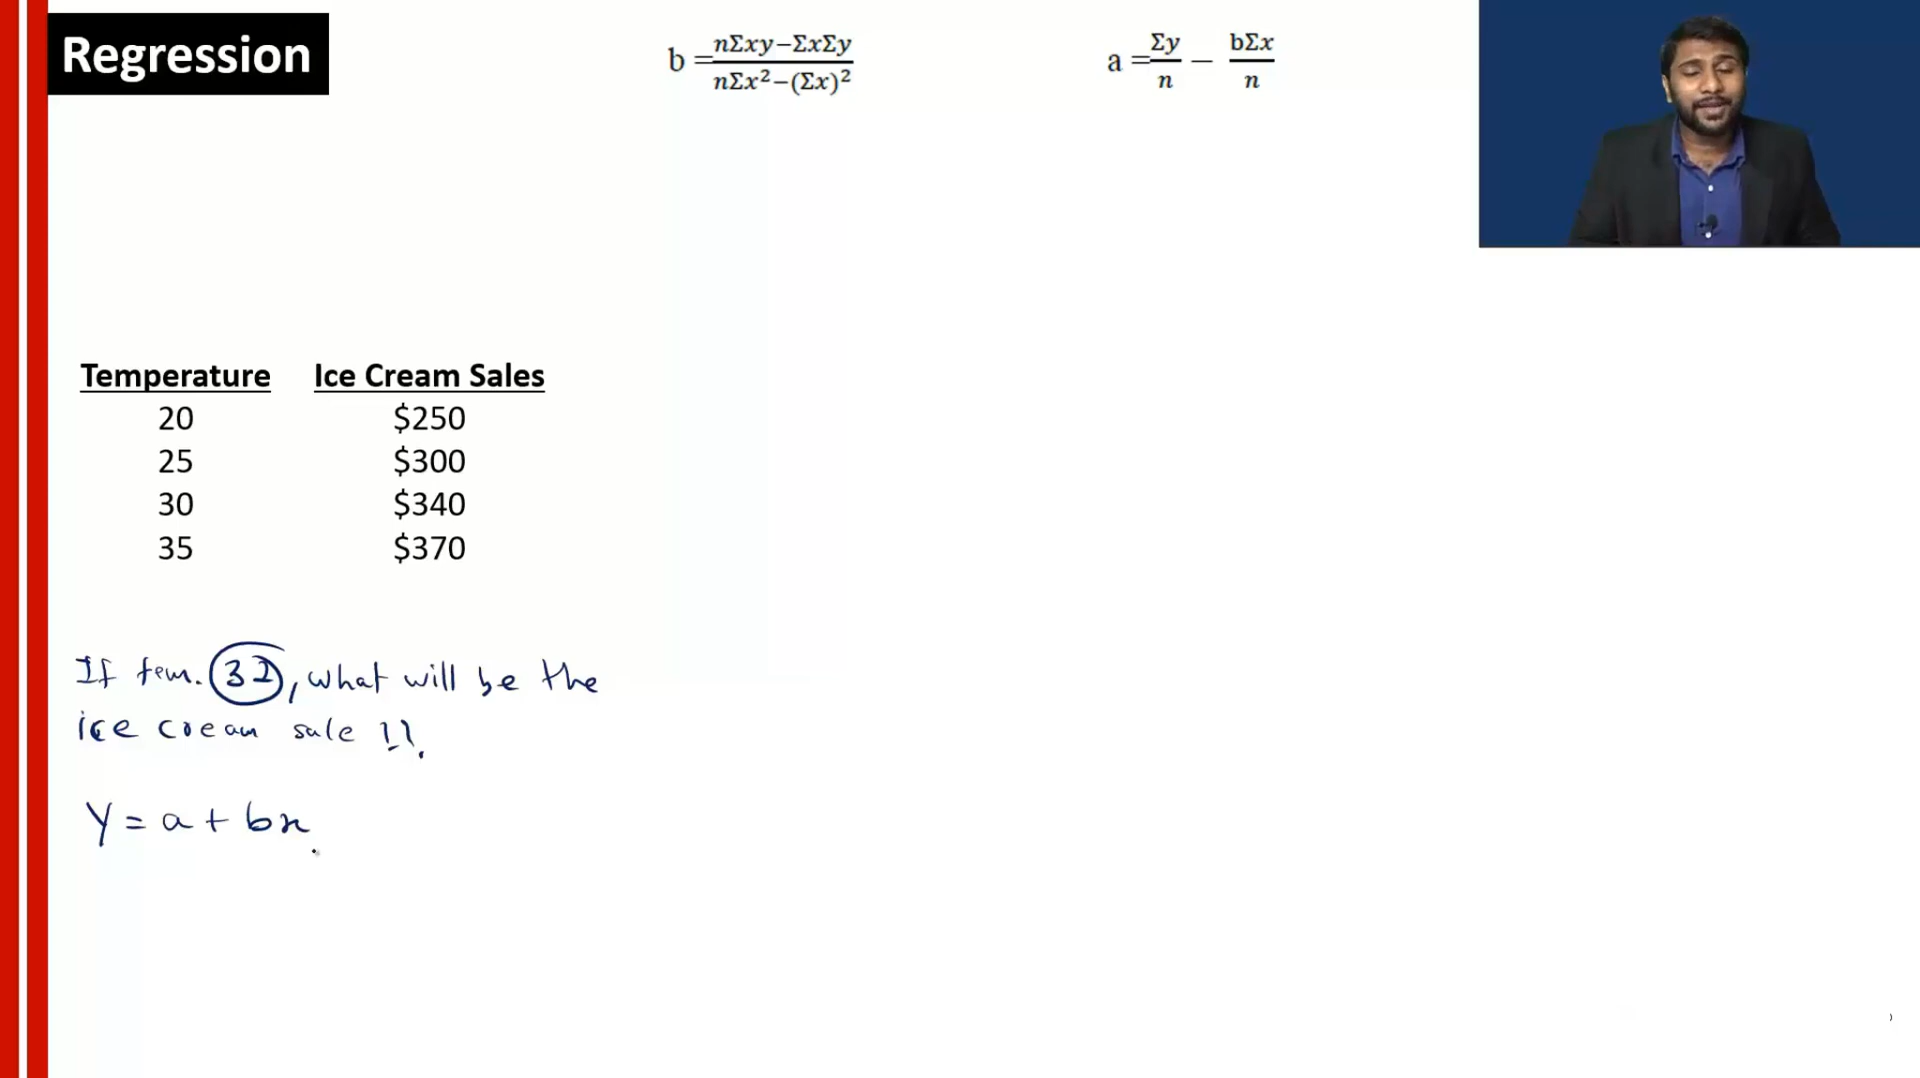 Regression
b = nΣxy−ΣxΣy / nΣx²−(Σx)²
a = Σy / n − bΣx / n
Temperature Ice Cream Sales
20 $250
25 $300
30 $340
35 $370
If tem. 32, what will be the
ice cream sale !!.
Y = a + bx